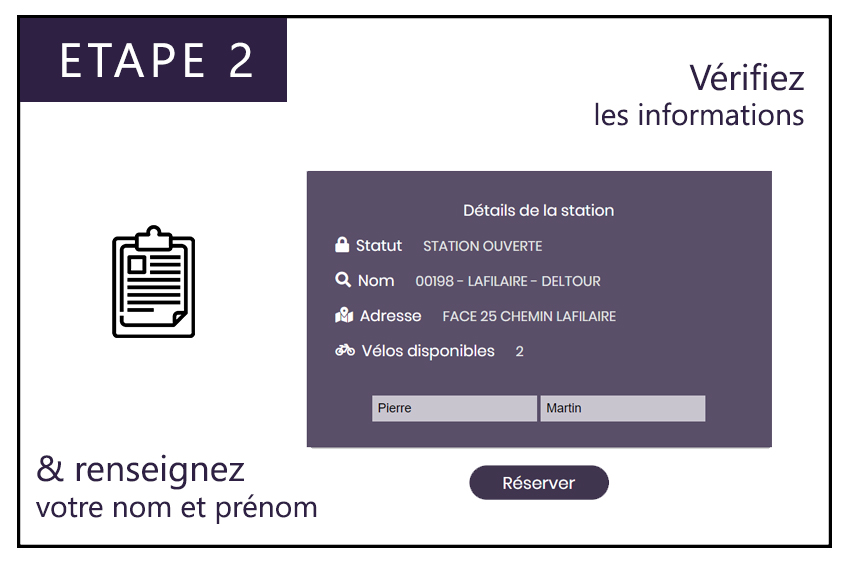 ETAPE 2
Vérifiez
les informations
Détails de la station
Statut STATION OUVERTE
Nom 00198 - LAFILAIRE - DELTOUR
Adresse FACE 25 CHEMIN LAFILAIRE
Vélos disponibles 2
Pierre Martin
Réserver
& renseignez
votre nom et prénom